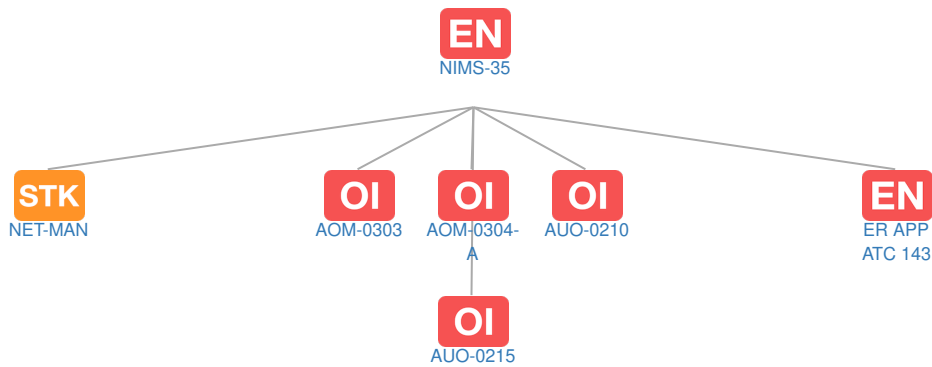 EN
NIMS-35
STK
NET-MAN
OI
AOM-0303
OI
AOM-0304-
A
OI
AUO-0210
EN
ER APP
ATC 143
OI
AUO-0215